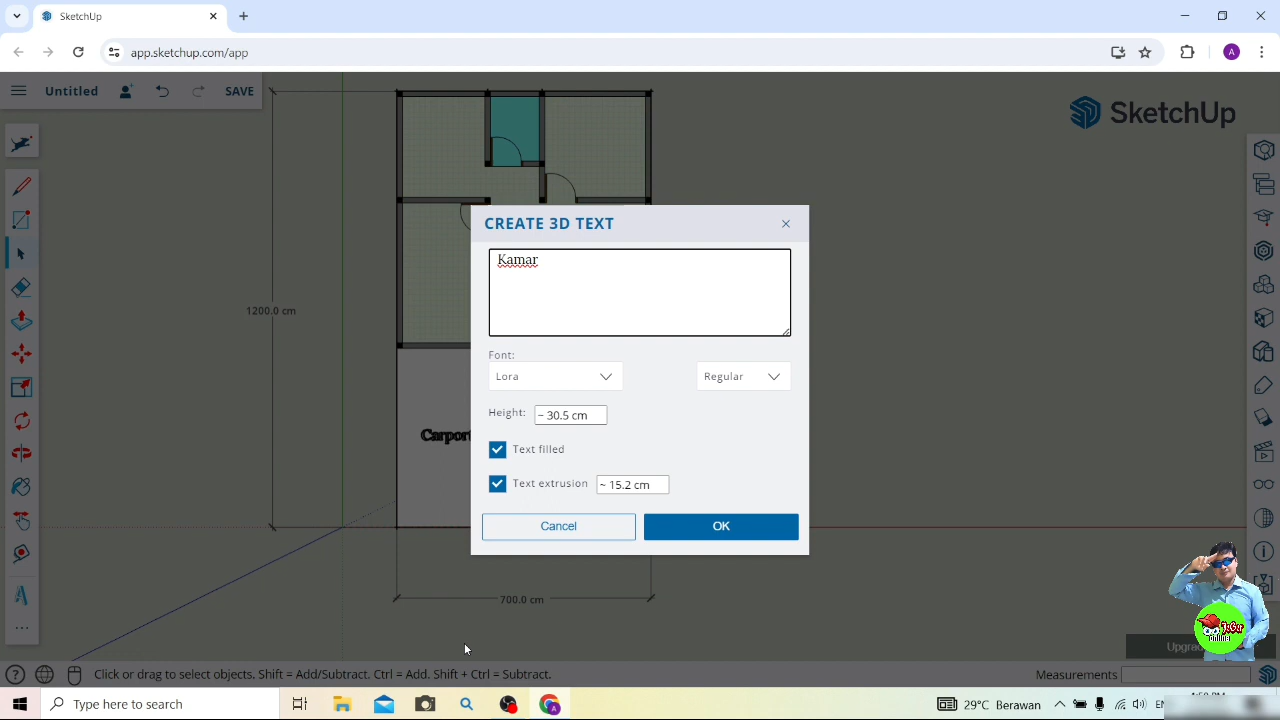 SketchUp
app.sketchup.com/app
A
Untitled
SAVE
SketchUp
CREATE 3D TEXT
Kamar
1200.0 cm
Font:
Lora
Regular
Height:
~ 30.5 cm
Carport
Text filled
Text extrusion
~ 15.2 cm
Cancel
OK
700.0 cm
Click or drag to select objects. Shift = Add/Subtract. Ctrl = Add. Shift + Ctrl = Subtract.
Measurements
Type here to search
29°C Berawan